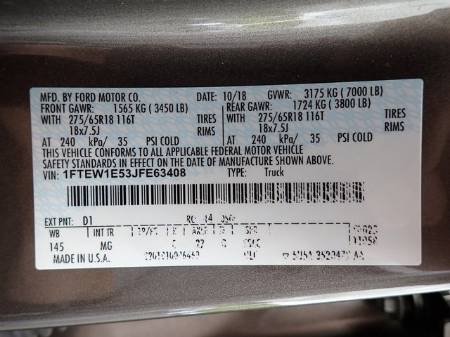 MFD. BY FORD MOTOR CO. DATE: 10/18 GVWR: 3175 KG (7000 LB)
FRONT GAWR: 1565 KG (3450 LB) REAR GAWR: 1724 KG (3800 LB)
WITH 275/65R18 116T TIRES WITH 275/65R18 116T TIRES
18x7.5J RIMS 18x7.5J RIMS
AT 240 kPa/ 35 PSI COLD AT 240 kPa/ 35 PSI COLD
THIS VEHICLE CONFORMS TO ALL APPLICABLE FEDERAL MOTOR VEHICLE
SAFETY STANDARDS IN EFFECT ON THE DATE OF MANUFACTURE SHOWN ABOVE.
VIN: 1FTEW1E53JFE63408 TYPE: Truck
EXT PNT: D1
WB INT TR
145 MG
MADE IN U.S.A.